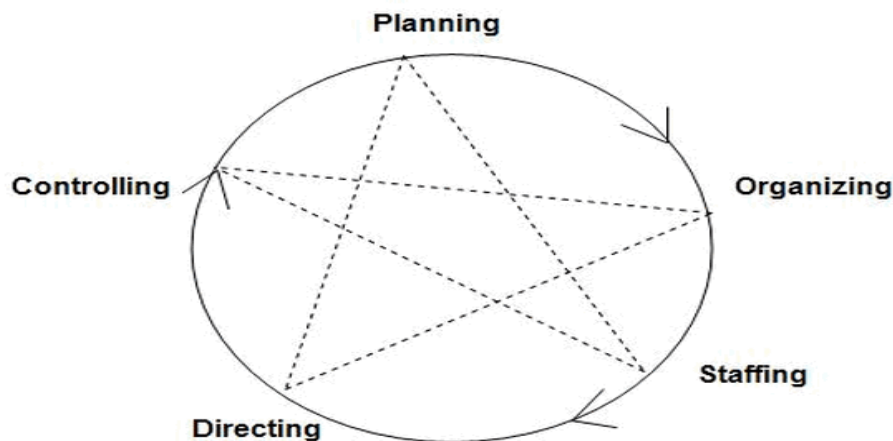 Planning
Controlling
Organizing
Staffing
Directing